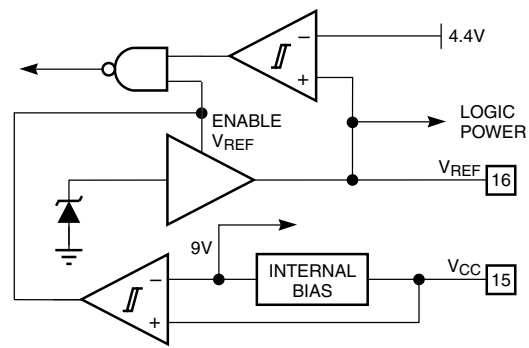 −
4.4V
+
ENABLE
VREF
LOGIC
POWER
VREF
16
9V
−
INTERNAL
BIAS
VCC
15
+